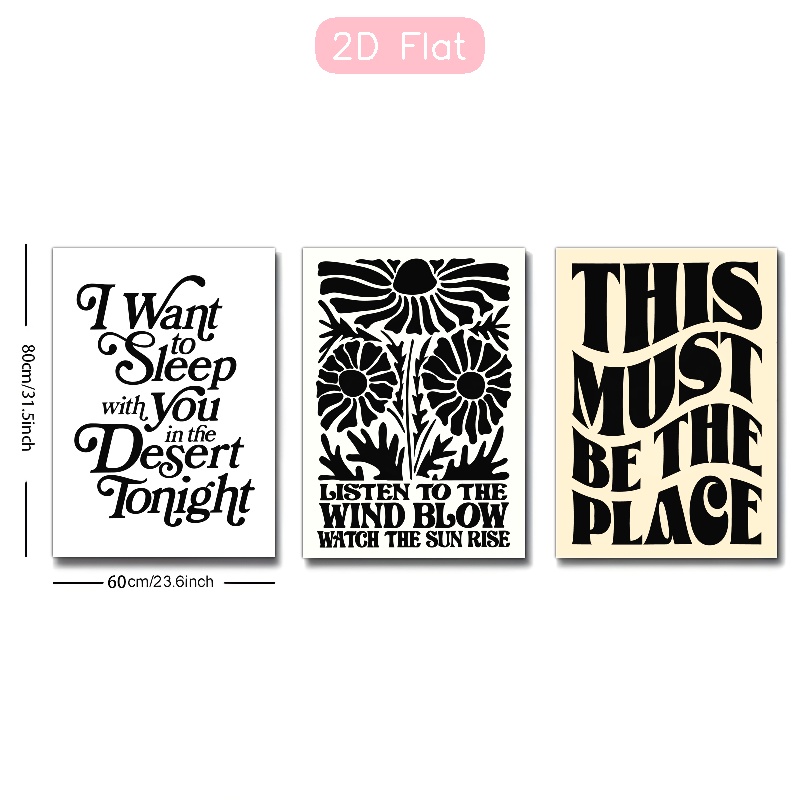 2D Flat
80cm/31.5inch
I Want
to
Sleep
with you
in the
Desert
Tonight
60cm/23.6inch
LISTEN TO THE
WIND BLOW
WATCH THE SUN RISE
THIS
MUST
BE THE
PLACE